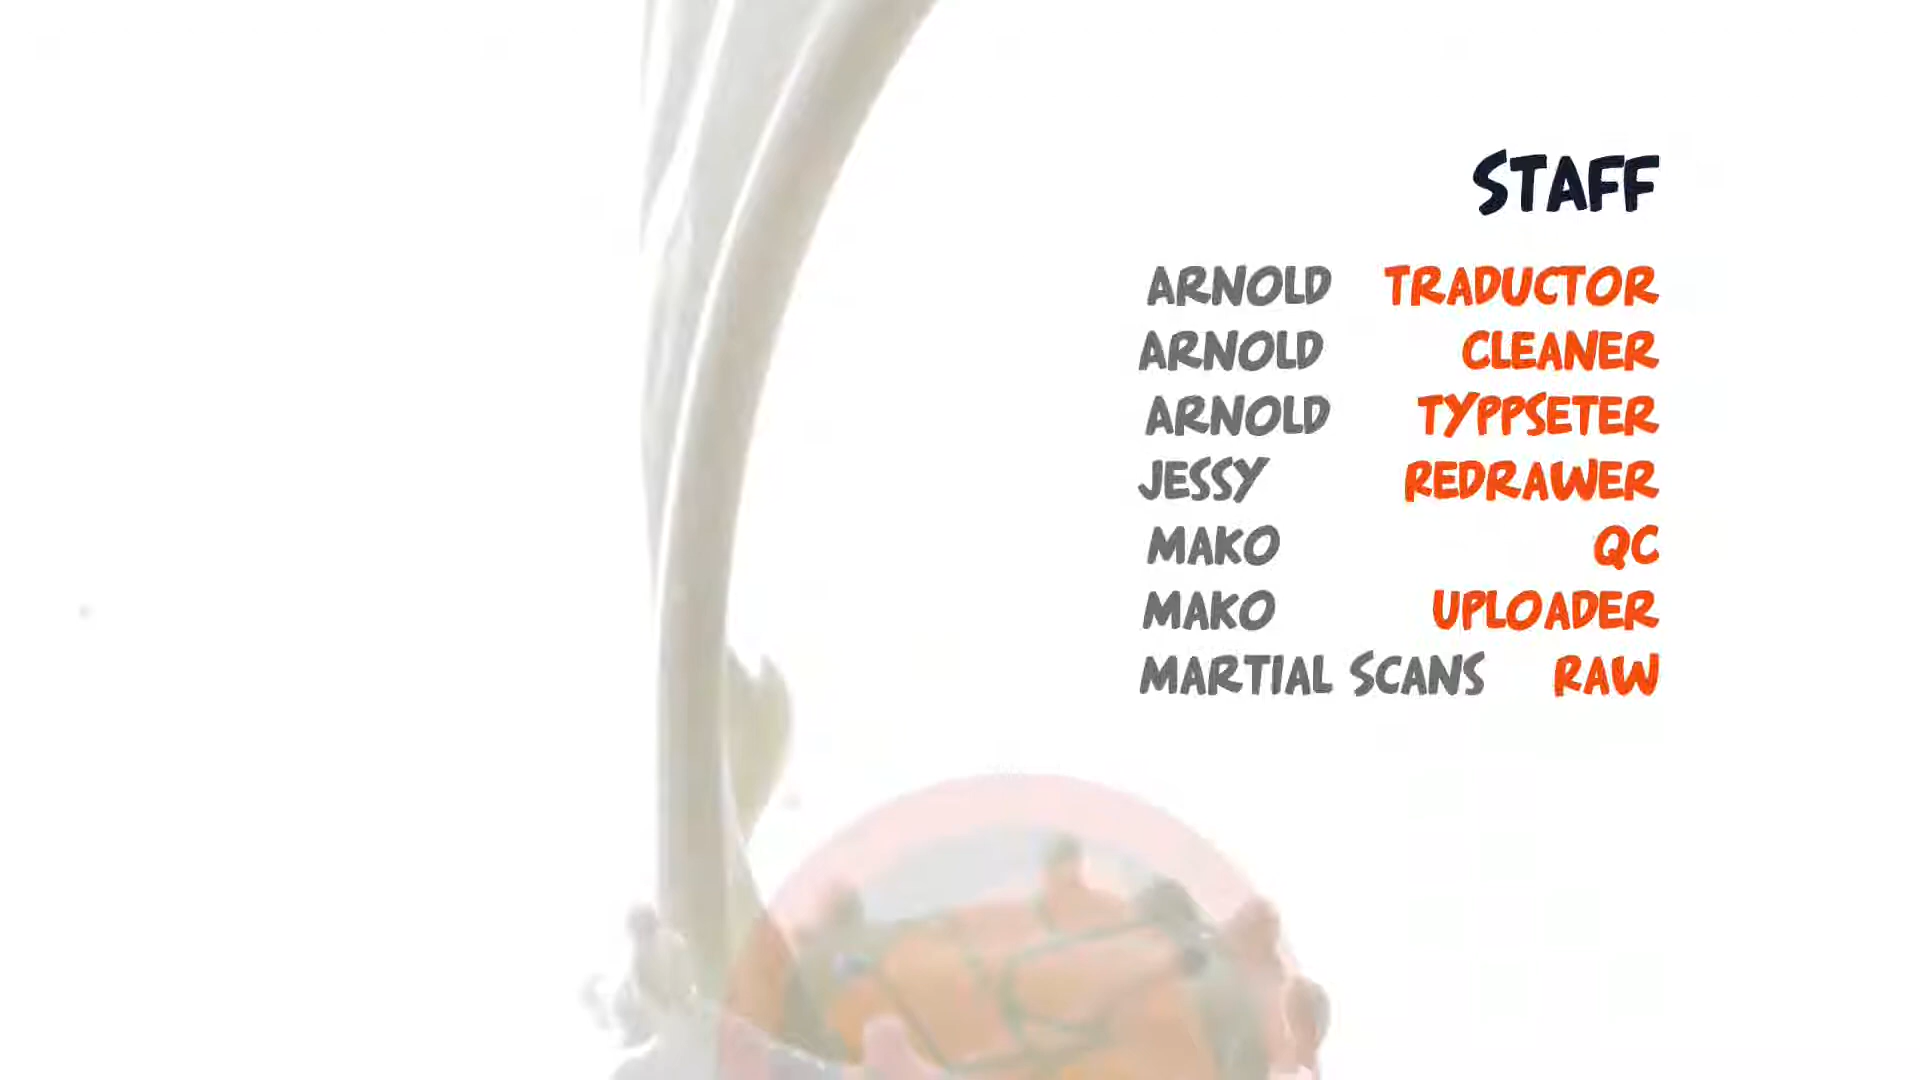 STAFF
ARNOLD TRADUCTOR
ARNOLD CLEANER
ARNOLD TYPPSETER
JESSY REDRAWER
MAKO QC
MAKO UPLOADER
MARTIAL SCANS RAW